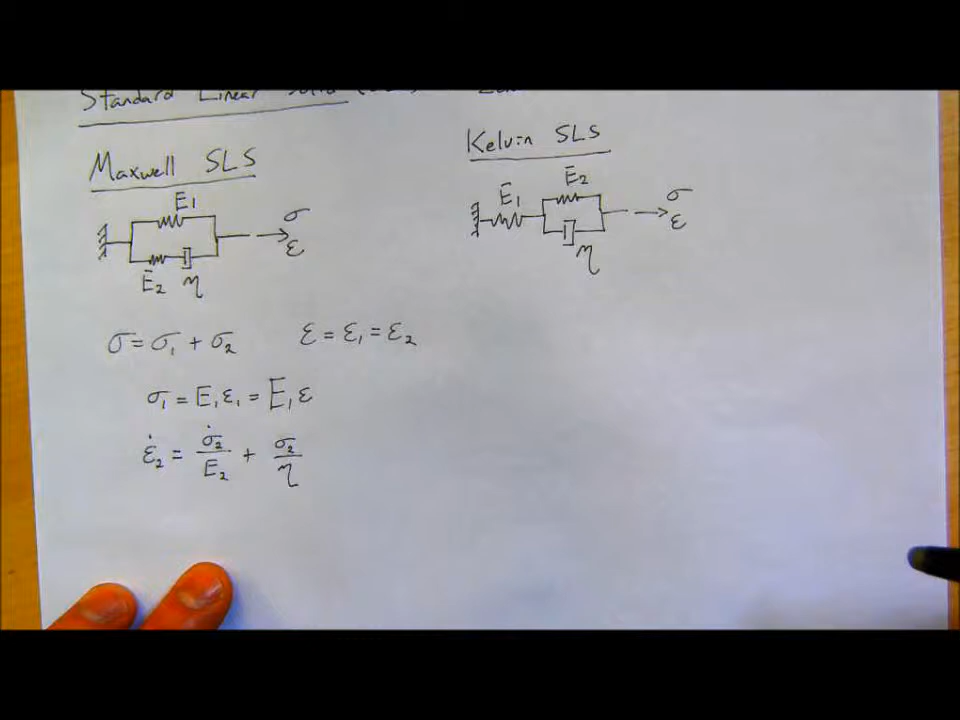 Standard Linear Solid
Maxwell SLS
E₁
σ
ε
E₂ η
σ = σ₁ + σ₂ ε = ε₁ = ε₂
σ₁ = E₁ε₁ = E₁ε
ε̇₂ = σ̇₂/E₂ + σ₂/η
Kelvin SLS
E₁ E₂
σ
ε
η